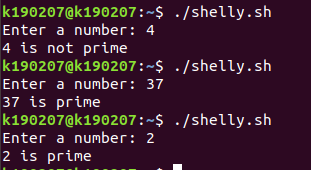 k190207@k190207:~$ ./shelly.sh
Enter a number: 4
4 is not prime
k190207@k190207:~$ ./shelly.sh
Enter a number: 37
37 is prime
k190207@k190207:~$ ./shelly.sh
Enter a number: 2
2 is prime